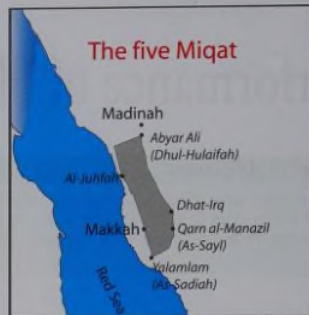 The five Miqat
Madinah
Abyar Ali
(Dhul-Hulaifah)
Al-Juhfah
Dhat-Irq
Makkah
Qarn al-Manazil
(As-Sayl)
Yalamlam
(As-Sadiah)
Red Sea